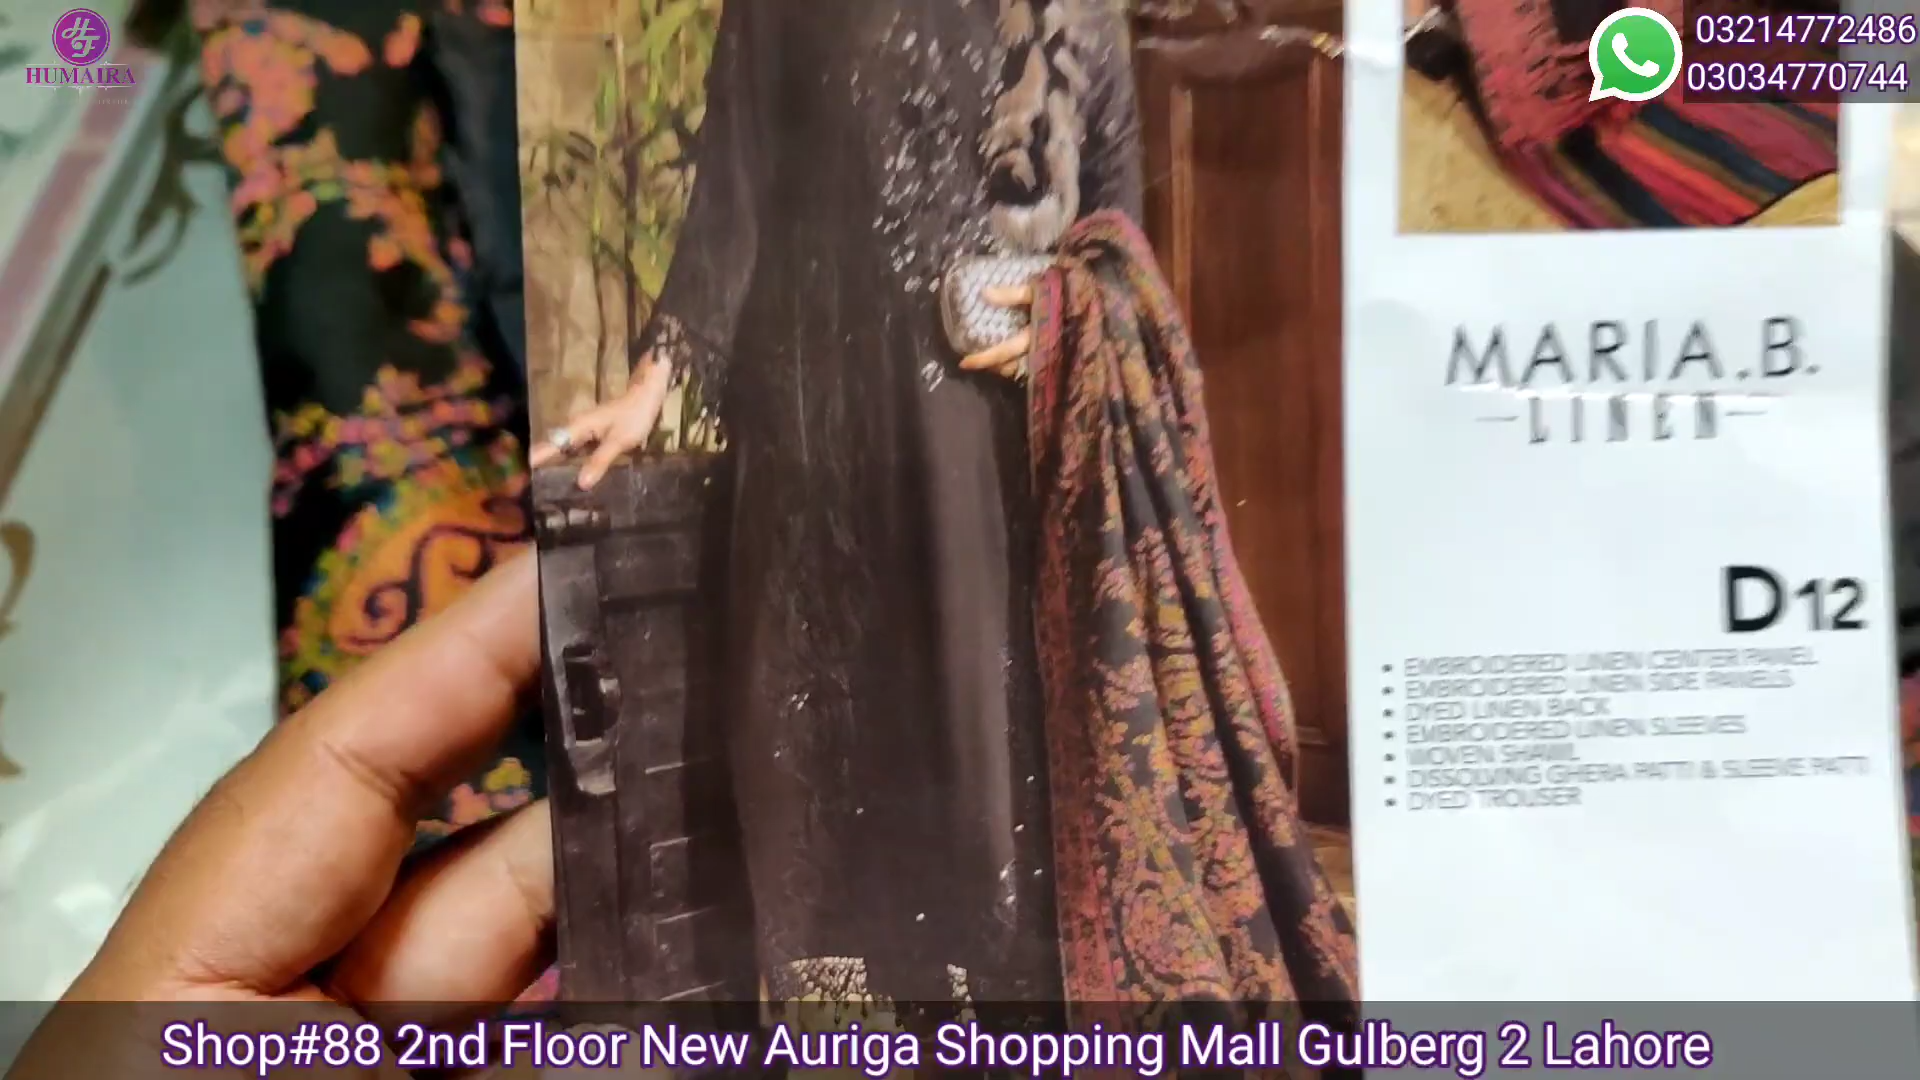 HF
HUMAIRA
03214772486
03034770744
MARIA.B.
LINEN
D12
• EMBROIDERED LINEN CENTER PANEL
• EMBROIDERED LINEN SIDE PANELS
• DYED LINEN BACK
• EMBROIDERED LINEN SLEEVES
• WOVEN SHAWL
• DISSOLVING GHERA PATTI & SLEEVE PATTI
• DYED TROUSER
Shop#88 2nd Floor New Auriga Shopping Mall Gulberg 2 Lahore